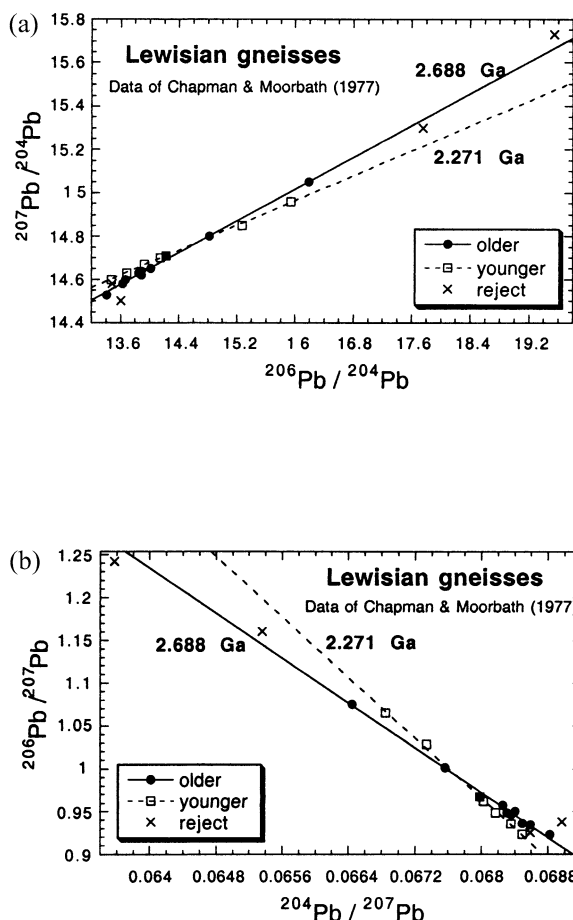 (a)
15.8
15.6
15.4
15.2
15
14.8
14.6
14.4
207Pb /204Pb
Lewisian gneisses
Data of Chapman & Moorbath (1977)
2.688 Ga
2.271 Ga
older
younger
reject
13.6 14.4 15.2 16 17.6 18.4 19.2
206Pb / 204Pb
(b)
1.25
1.2
1.15
1.1
1.05
1
0.95
0.9
206Pb /207Pb
Lewisian gneisses
Data of Chapman & Moorbath (1977
2.688 Ga
2.271 Ga
older
younger
reject
0.064 0.0648 0.0656 0.0664 0.0672 0.068 0.0688
204Pb / 207Pb